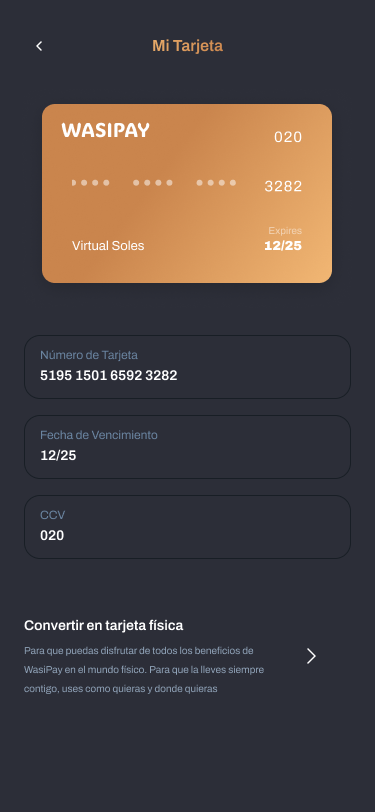 Mi Tarjeta
WASIPAY
020
3282
Expires
Virtual Soles
12/25
Número de Tarjeta
5195 1501 6592 3282
Fecha de Vencimiento
12/25
CCV
020
Convertir en tarjeta física
Para que puedas disfrutar de todos los beneficios de
WasiPay en el mundo físico. Para que la lleves siempre
contigo, uses como quieras y donde quieras